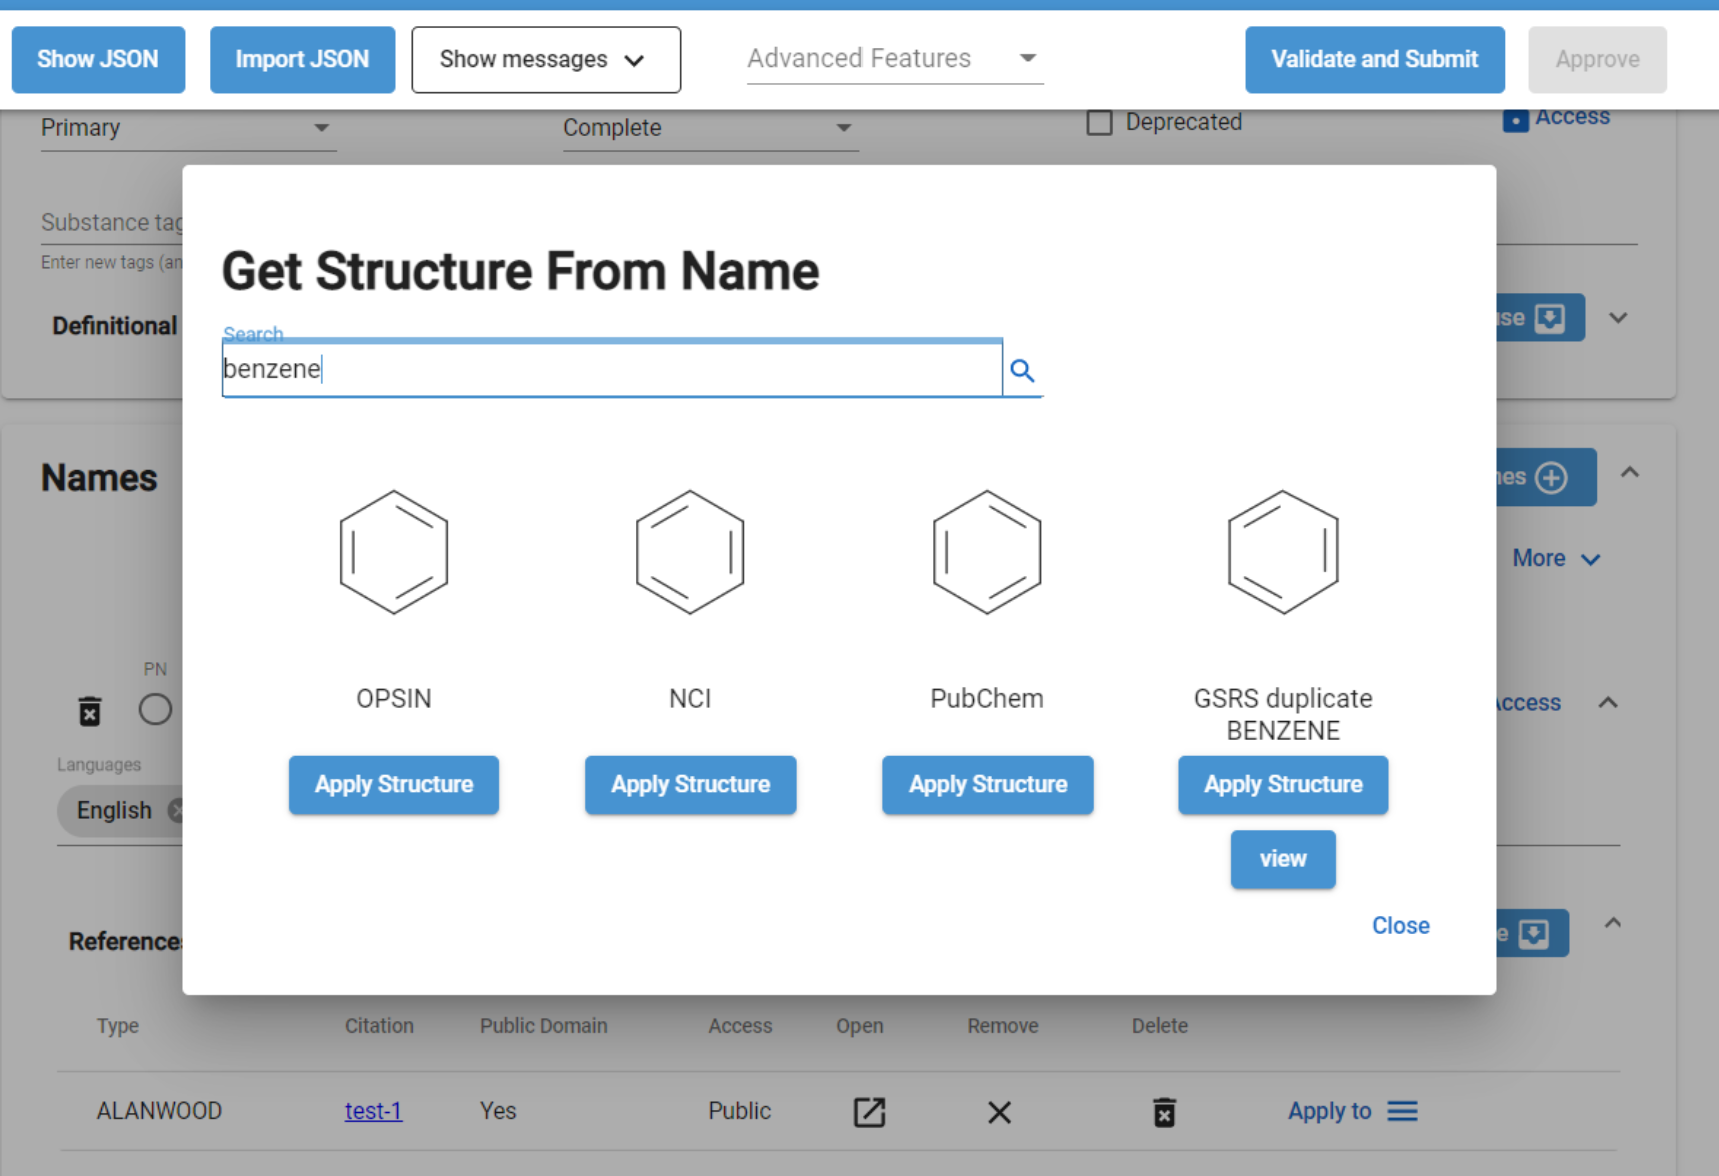 Show JSON
Import JSON
Show messages
Advanced Features
Validate and Submit
Approve
Primary
Complete
Deprecated
Access
Substance tag
Enter new tags (an
Definitional
Get Structure From Name
Search
benzene
Names
More
PN
Languages
English
OPSIN
NCI
PubChem
GSRS duplicate
BENZENE
Apply Structure
Apply Structure
Apply Structure
Apply Structure
view
Close
Access
References
Type
Citation
Public Domain
Access
Open
Remove
Delete
ALANWOOD
test-1
Yes
Public
Apply to